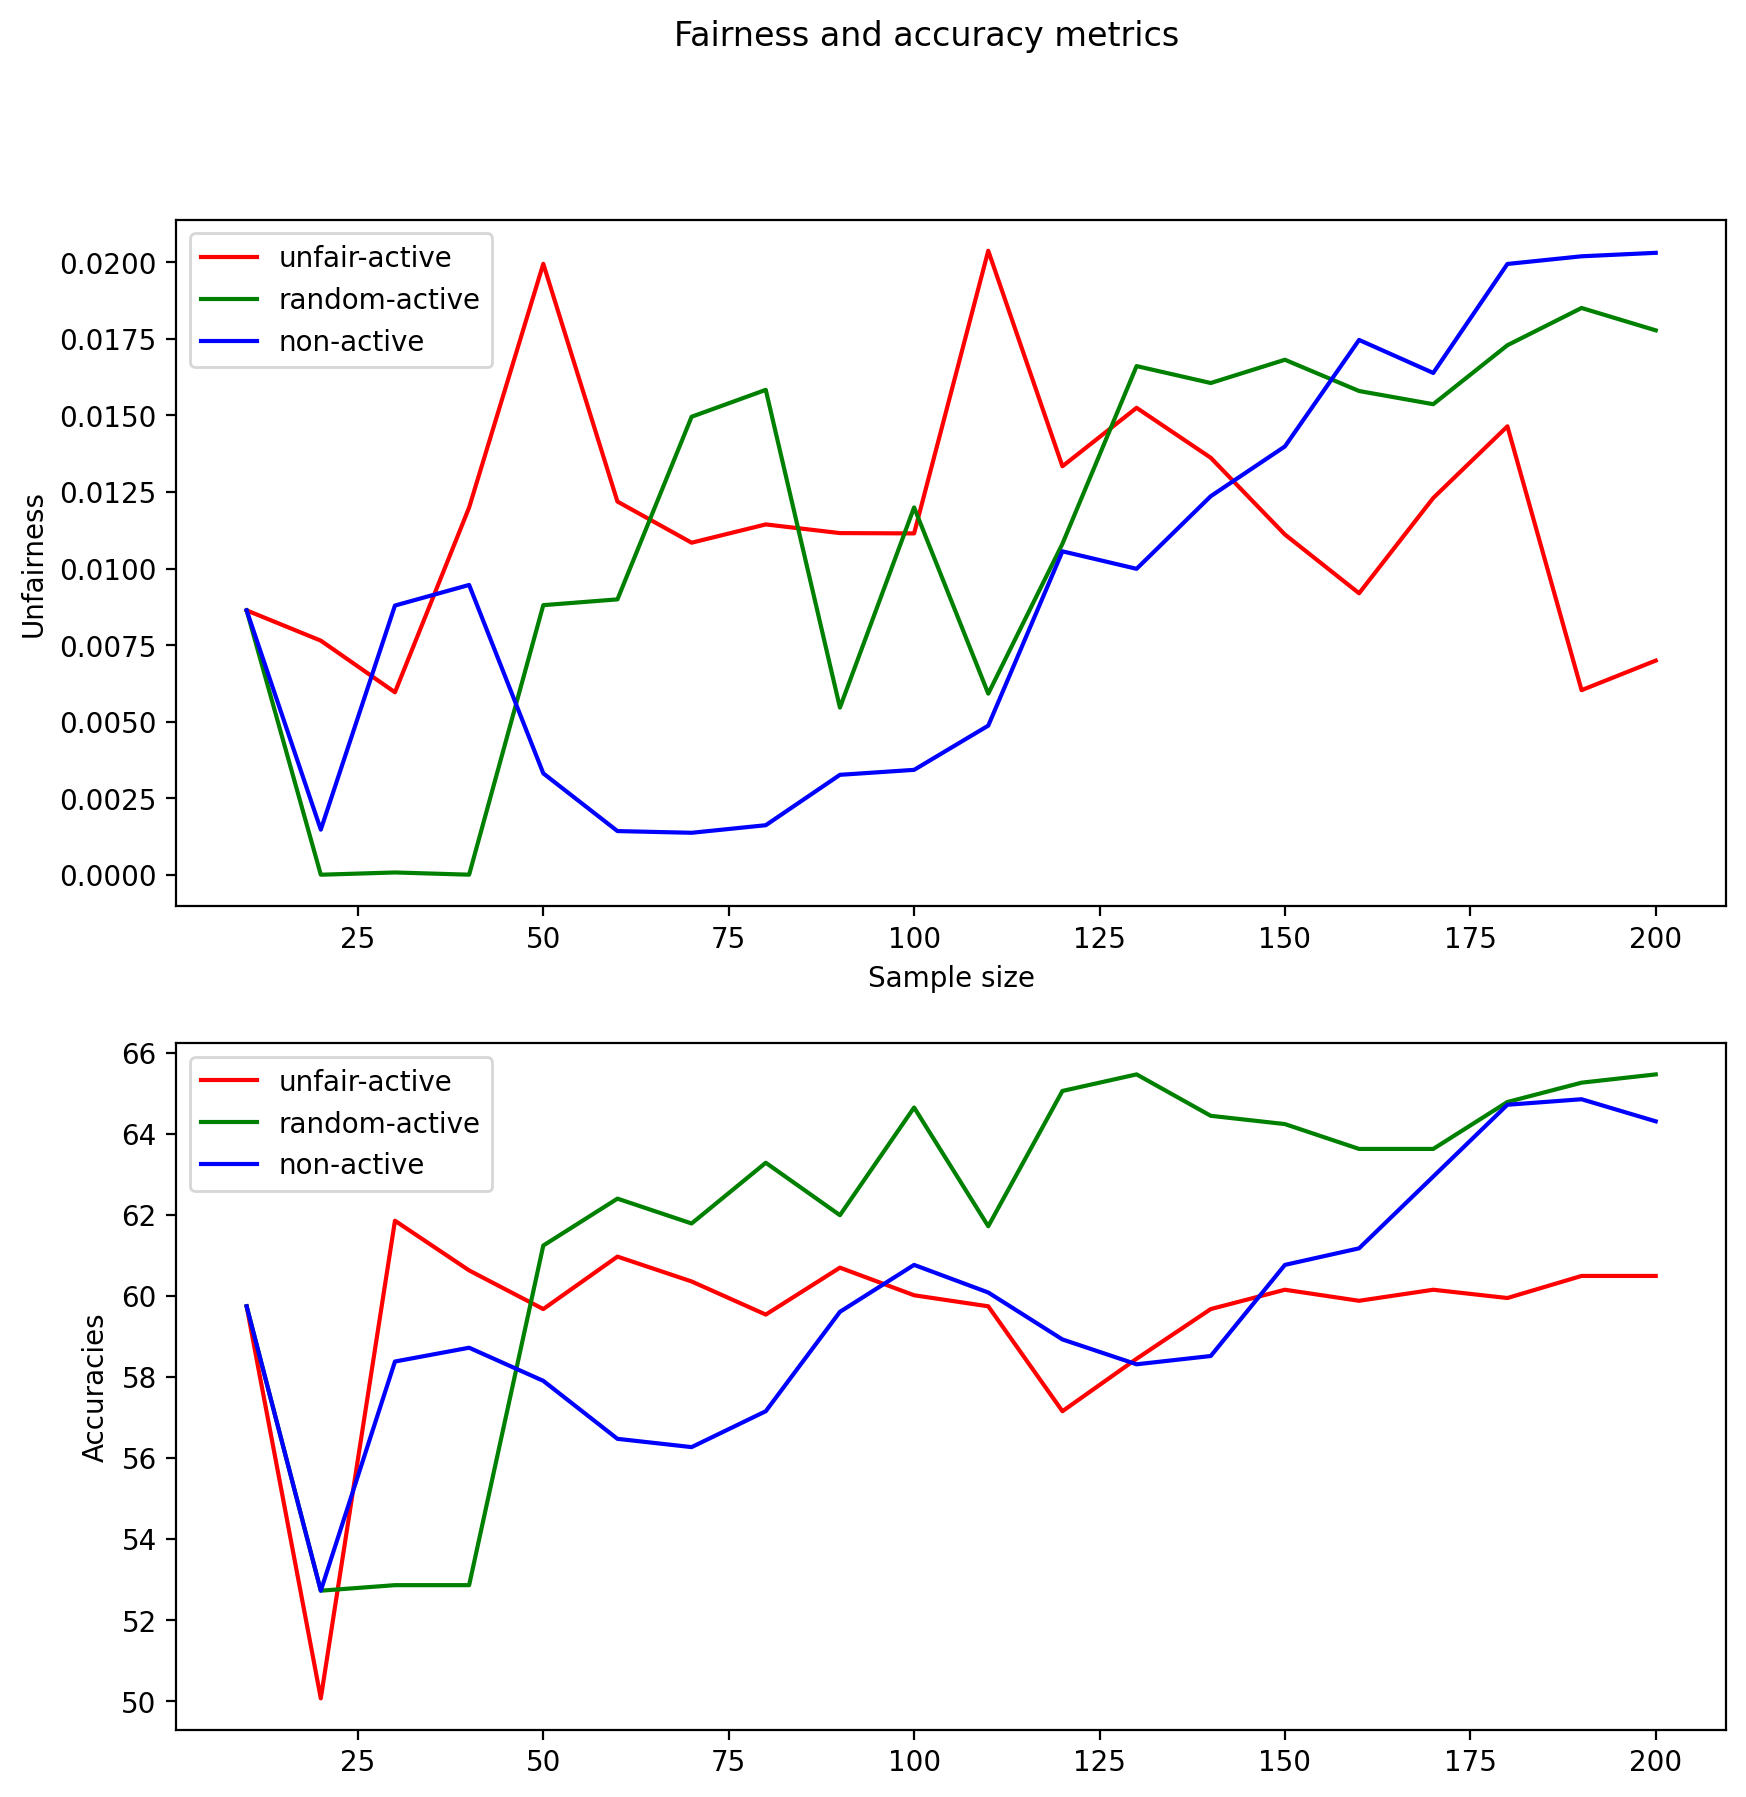 Fairness and accuracy metrics
unfair-active
random-active
non-active
0.0200
0.0175
0.0150
0.0125
0.0100
0.0075
0.0050
0.0025
0.0000
Unfairness
25 50 75 100 125 150 175 200
Sample size
unfair-active
random-active
non-active
66
64
62
60
58
56
54
52
50
Accuracies
25 50 75 100 125 150 175 200